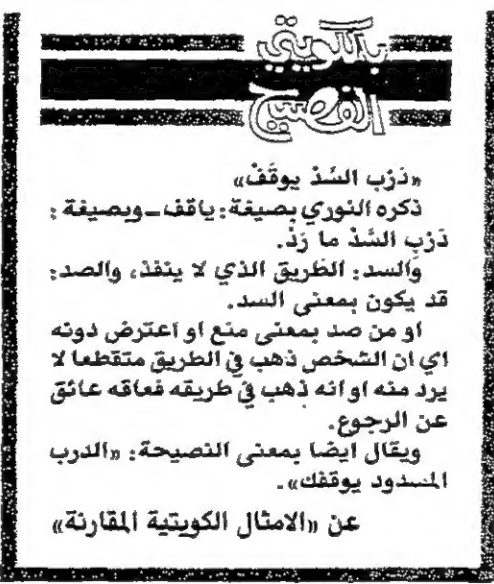 بالكويتي
الفصيح
«دَرْب السَّدْ يوقَفْ»
ذكره النوري بصيغة: ياقف ــ وبصيغة:
دَرْبِ السَّدْ ما رَدْ.
والسد: الطَريق الذي لا ينفذ، والصد:
قد يكون بمعنى السد.
او من صد بمعنى منع او اعترض دونه
اي ان الشخص ذهب في الطريق متقطعا لا
يرد منه او انه ذهب في طريقه فعاقه عائق
عن الرجوع.
ويقال ايضا بمعنى النصيحة: «الدرب
المسدود يوقفك».
عن «الامثال الكويتية المقارنة»